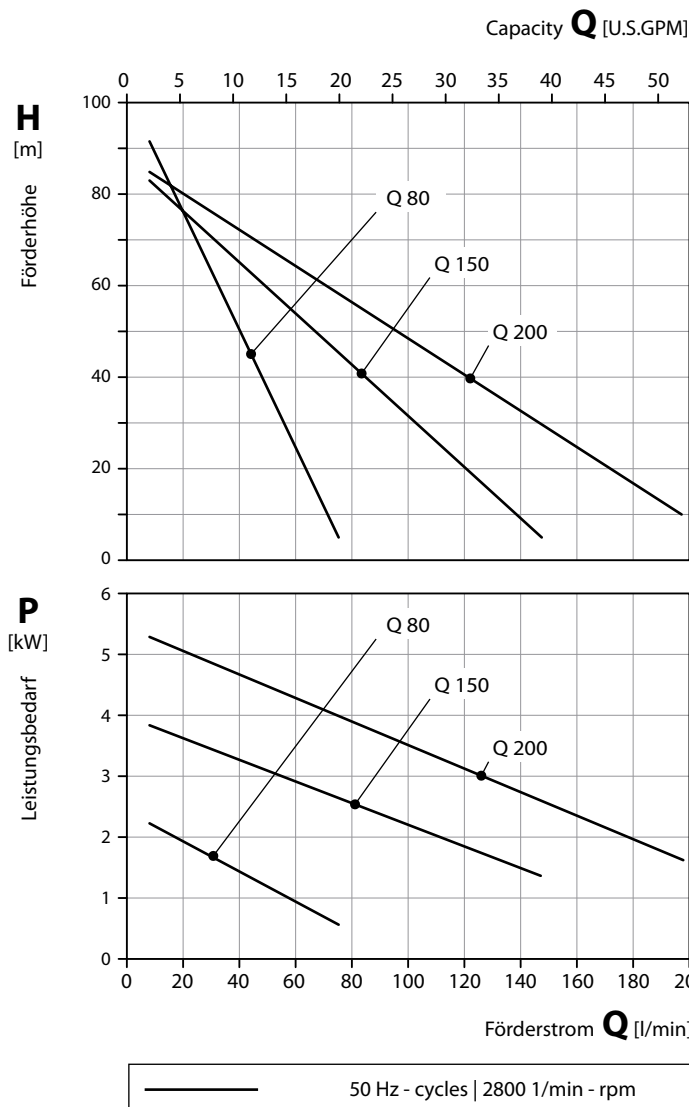 Capacity Q [U.S.GPM]
0 5 10 15 20 25 30 35 40 45 50
H
[m]
Förderhöhe
100
80
60
40
20
0
Q 80
Q 150
Q 200
P
[kW]
Leistungsbedarf
6
5
4
3
2
1
0
Q 80
Q 150
Q 200
0 20 40 60 80 100 120 140 160 180 20
Förderstrom Q [l/min]
50 Hz - cycles | 2800 1/min - rpm